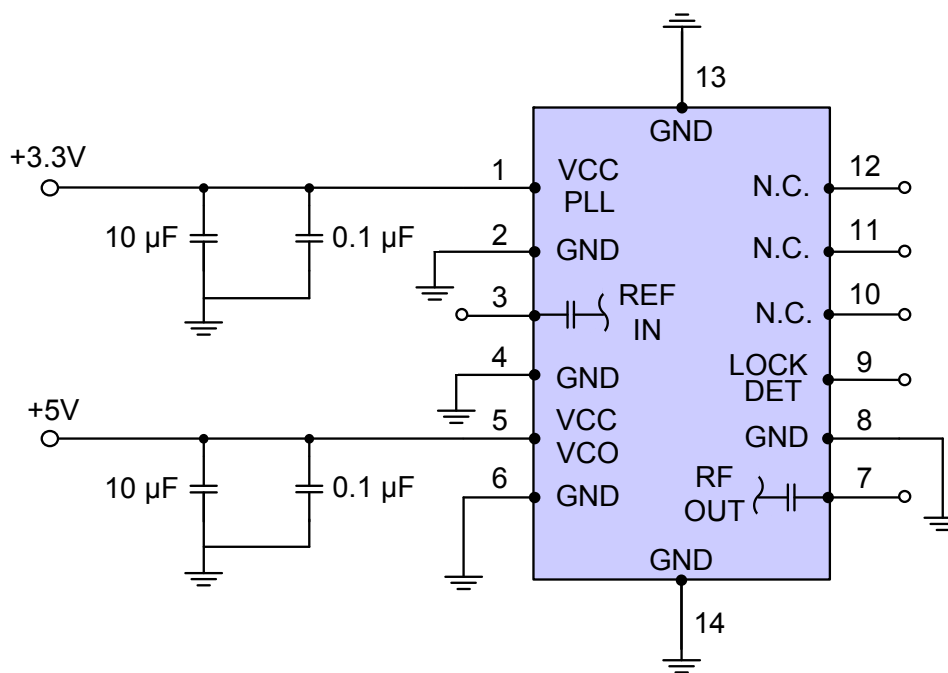 13
GND
+3.3V
1
VCC
PLL
N.C.
12
10 µF
0.1 µF
2
GND
N.C.
11
3
REF
IN
N.C.
10
4
GND
LOCK
DET
9
+5V
5
VCC
VCO
GND
8
10 µF
0.1 µF
6
GND
RF
OUT
7
GND
14